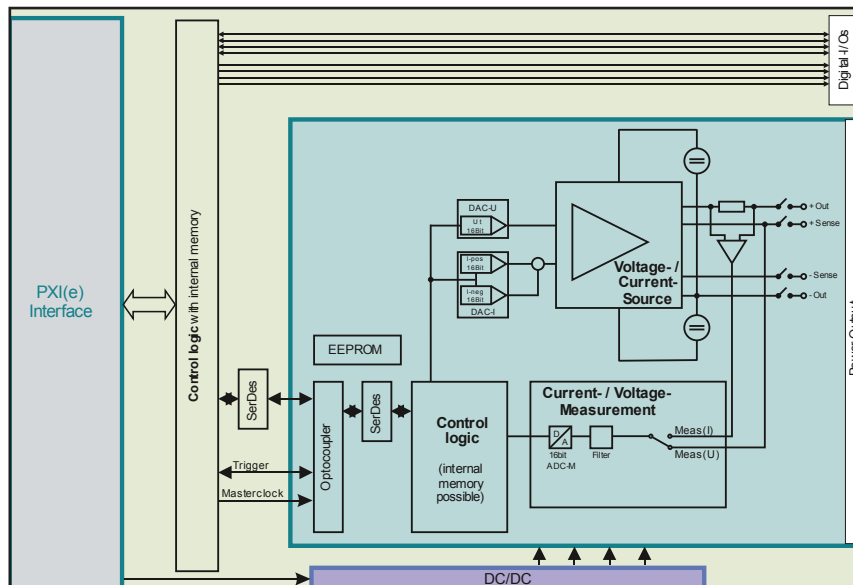 Digital-I/Os
DAC-U
U t
16Bit
I-pos
16Bit
I-neg
16Bit
DAC-I
Voltage- /
Current-
Source
+ Out
+ Sense
- Sense
- Out
PXI(e)
Interface
Control logic with internal memory
EEPROM
SerDes
Optocoupler
SerDes
Control
logic
(internal
memory
possible)
Current- / Voltage-
Measurement
D
A
16bit
ADC-M
Filter
Meas(I)
Meas(U)
Trigger
Masterclock
DC/DC